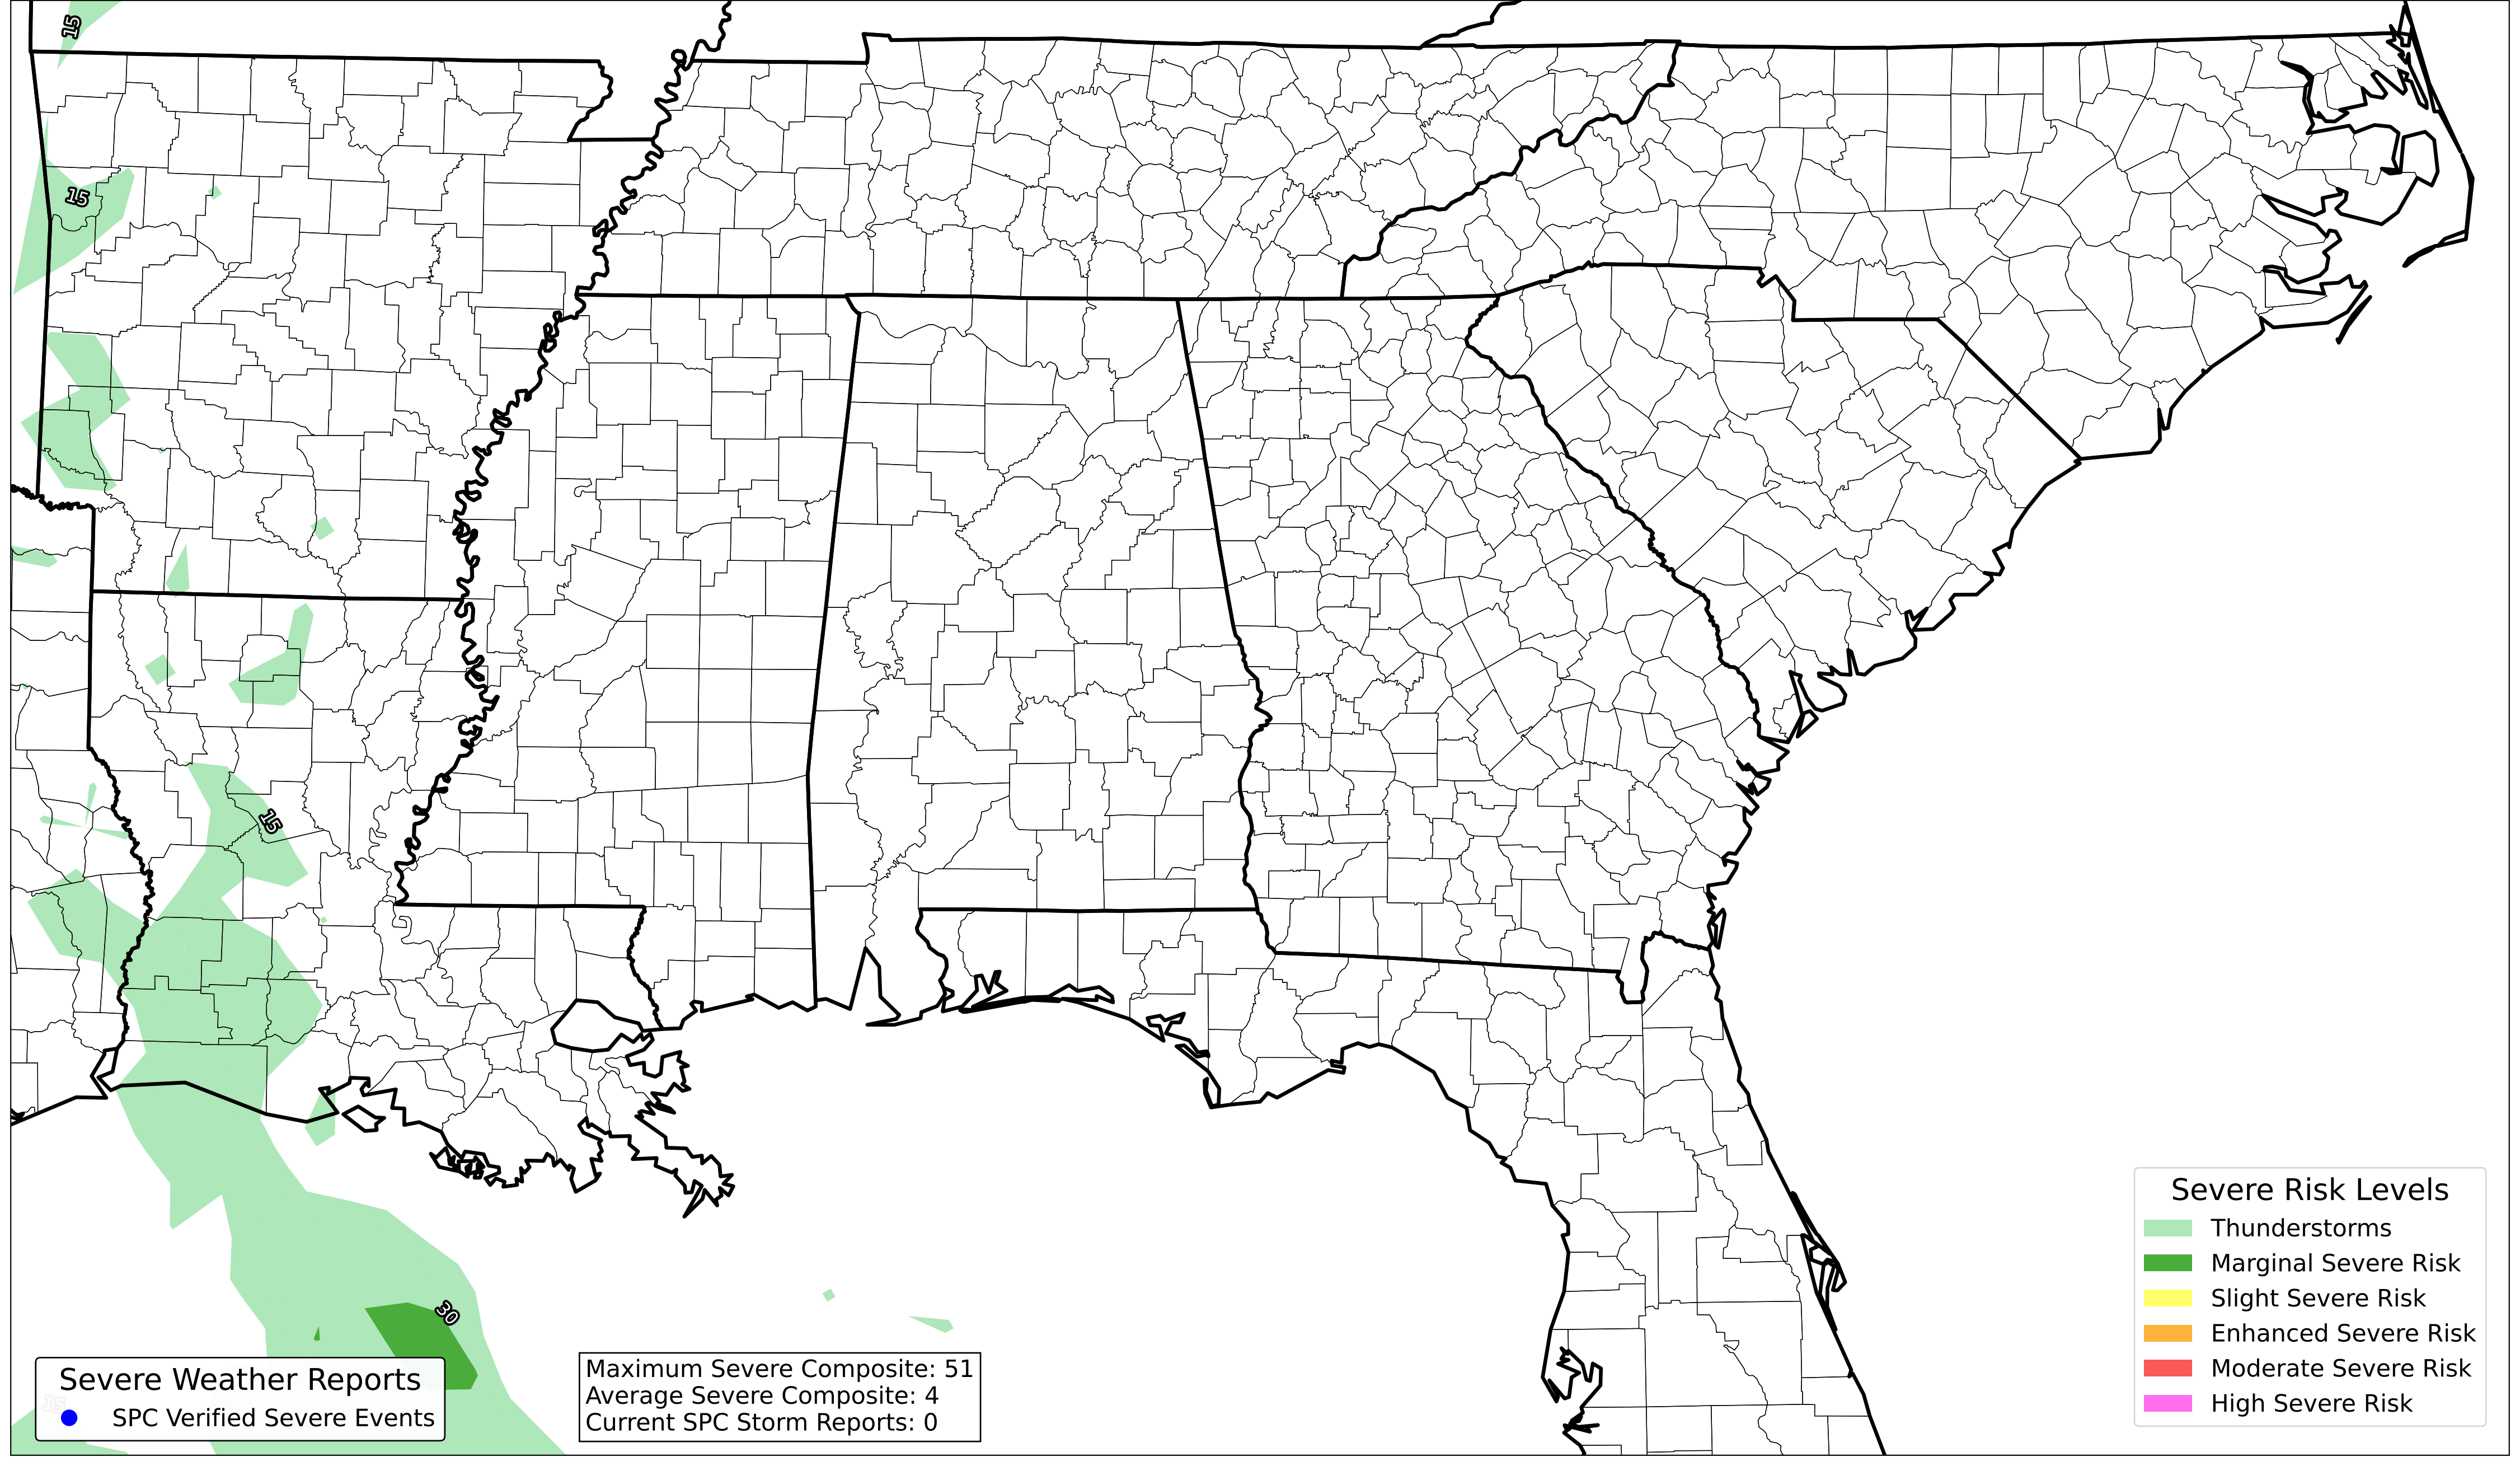 15
15
15
30
Severe Weather Reports
SPC Verified Severe Events
15
Maximum Severe Composite: 51
Average Severe Composite: 4
Current SPC Storm Reports: 0
Severe Risk Levels
Thunderstorms
Marginal Severe Risk
Slight Severe Risk
Enhanced Severe Risk
Moderate Severe Risk
High Severe Risk